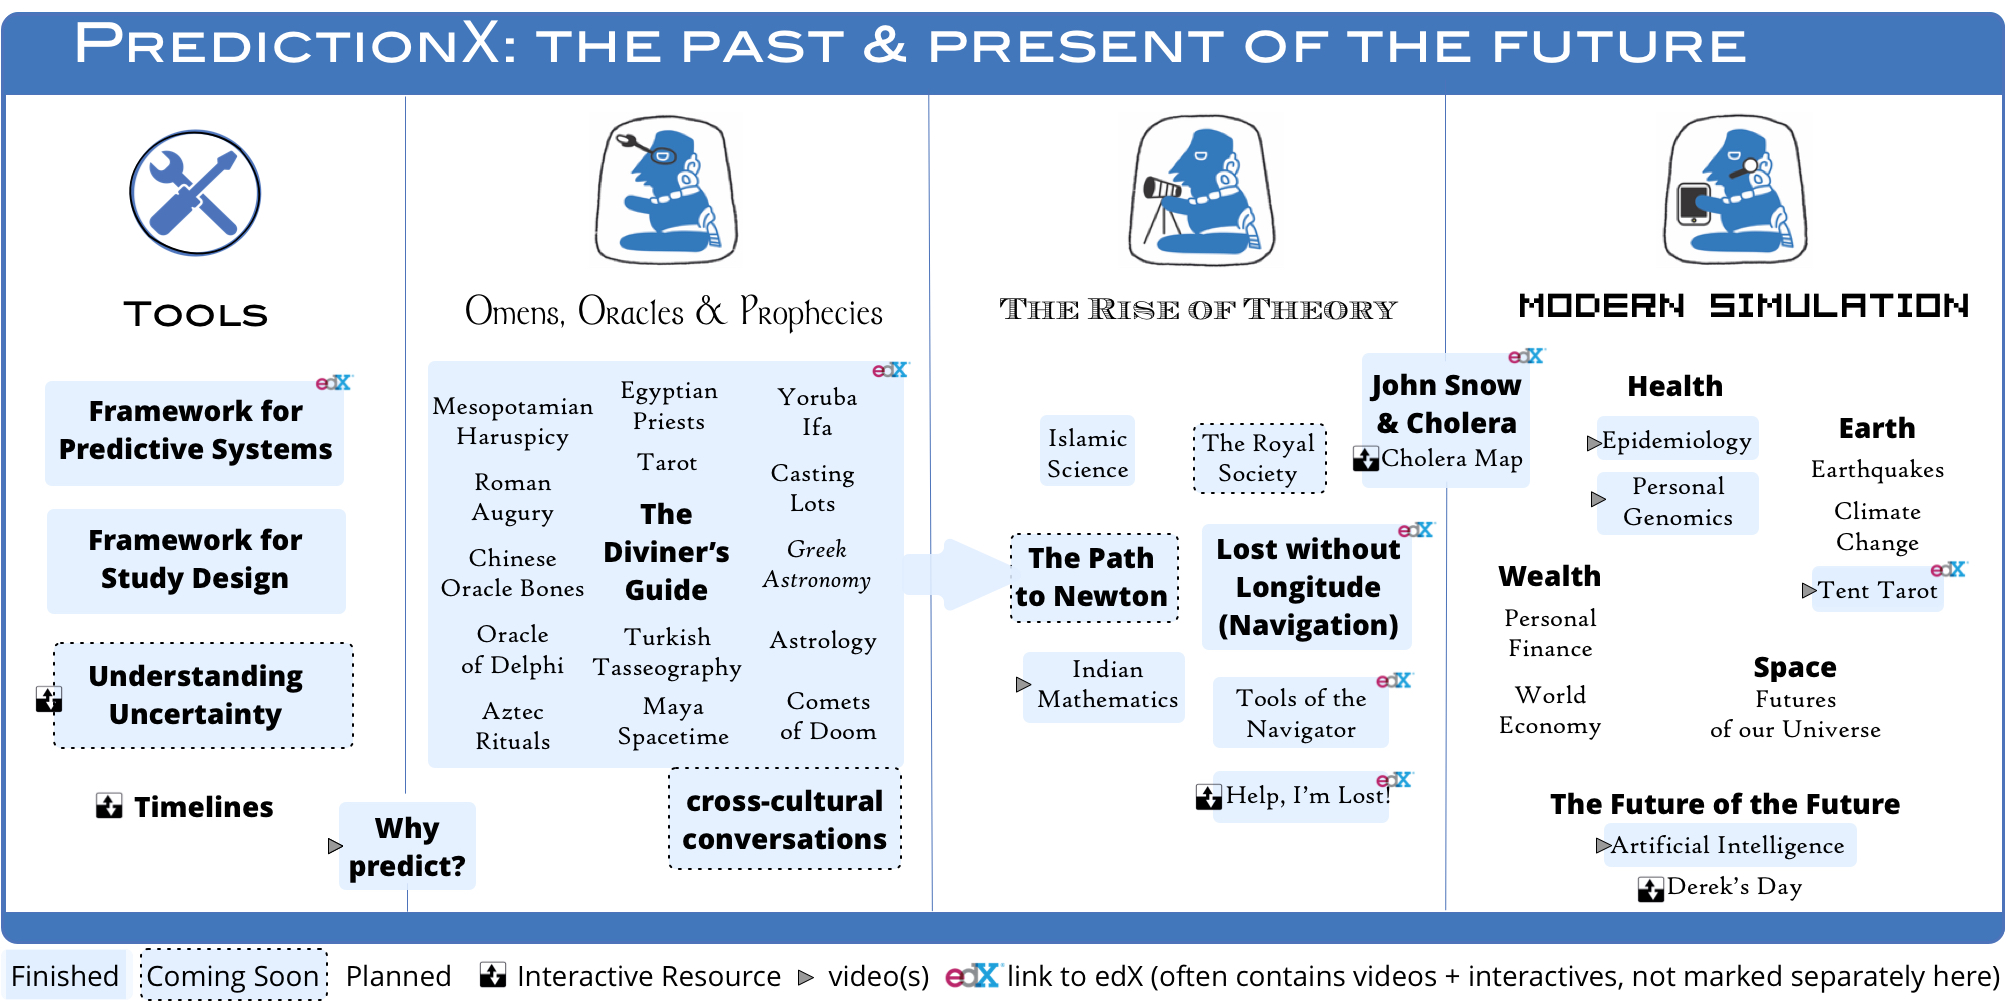 PredictionX: the past & present of the future
Tools
edX
Framework for
Predictive Systems
Framework for
Study Design
Understanding
Uncertainty
Timelines
Why
predict?
Omens, Oracles & Prophecies
edX
Mesopotamian
Haruspicy
Roman
Augury
Chinese
Oracle Bones
Oracle
of Delphi
Aztec
Rituals
Egyptian
Priests
Tarot
The
Diviner's
Guide
Turkish
Tasseography
Maya
Spacetime
Yoruba
Ifa
Casting
Lots
Greek
Astronomy
Astrology
Comets
of Doom
cross-cultural
conversations
The Rise of Theory
Islamic
Science
The Royal
Society
The Path
to Newton
Indian
Mathematics
edX
John Snow
& Cholera
Cholera Map
edX
Lost without
Longitude
(Navigation)
edX
Tools of the
Navigator
edX
Help, I'm Lost!
MODERN SIMULATION
Health
Epidemiology
Personal
Genomics
Earth
Earthquakes
Climate
Change
edX
Tent Tarot
Wealth
Personal
Finance
World
Economy
Space
Futures
of our Universe
The Future of the Future
Artificial Intelligence
Derek's Day
Finished Coming Soon Planned Interactive Resource video(s) edX link to edX (often contains videos + interactives, not marked separately here)